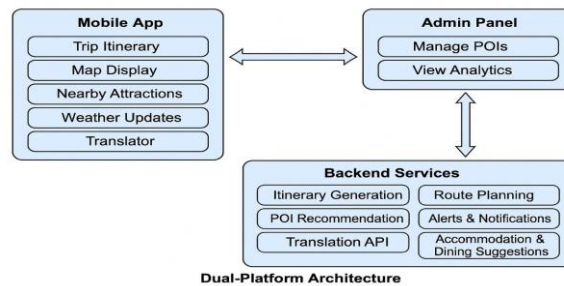 Mobile App
Trip Itinerary
Map Display
Nearby Attractions
Weather Updates
Translator
Admin Panel
Manage POIs
View Analytics
Backend Services
Itinerary Generation
Route Planning
POI Recommendation
Alerts & Notifications
Translation API
Accommodation &
Dining Suggestions
Dual-Platform Architecture